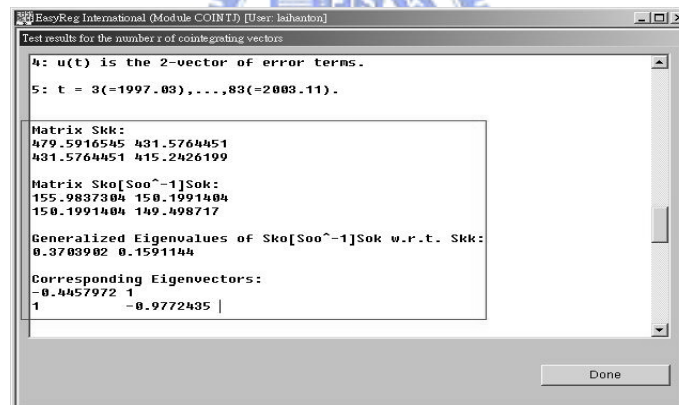 EasyReg International (Module COINTJ) [User: laihanton]
Test results for the number r of cointegrating vectors
4: u(t) is the 2-vector of error terms.
5: t = 3(=1997.03),...,83(=2003.11).
Matrix Skk:
479.5916545 431.5764451
431.5764451 415.2426199
Matrix Sko[Soo^-1]Sok:
155.9837304 150.1991404
150.1991404 149.498717
Generalized Eigenvalues of Sko[Soo^-1]Sok w.r.t. Skk:
0.3703902 0.1591144
Corresponding Eigenvectors:
-0.4457972 1
1 -0.9772435
Done